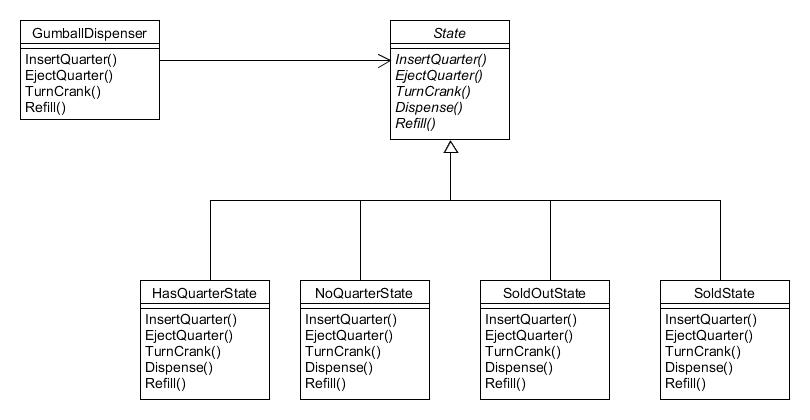 GumballDispenser
InsertQuarter()
EjectQuarter()
TurnCrank()
Refill()
State
InsertQuarter()
EjectQuarter()
TurnCrank()
Dispense()
Refill()
HasQuarterState
InsertQuarter()
EjectQuarter()
TurnCrank()
Dispense()
Refill()
NoQuarterState
InsertQuarter()
EjectQuarter()
TurnCrank()
Dispense()
Refill()
SoldOutState
InsertQuarter()
EjectQuarter()
TurnCrank()
Dispense()
Refill()
SoldState
InsertQuarter()
EjectQuarter()
TurnCrank()
Dispense()
Refill()